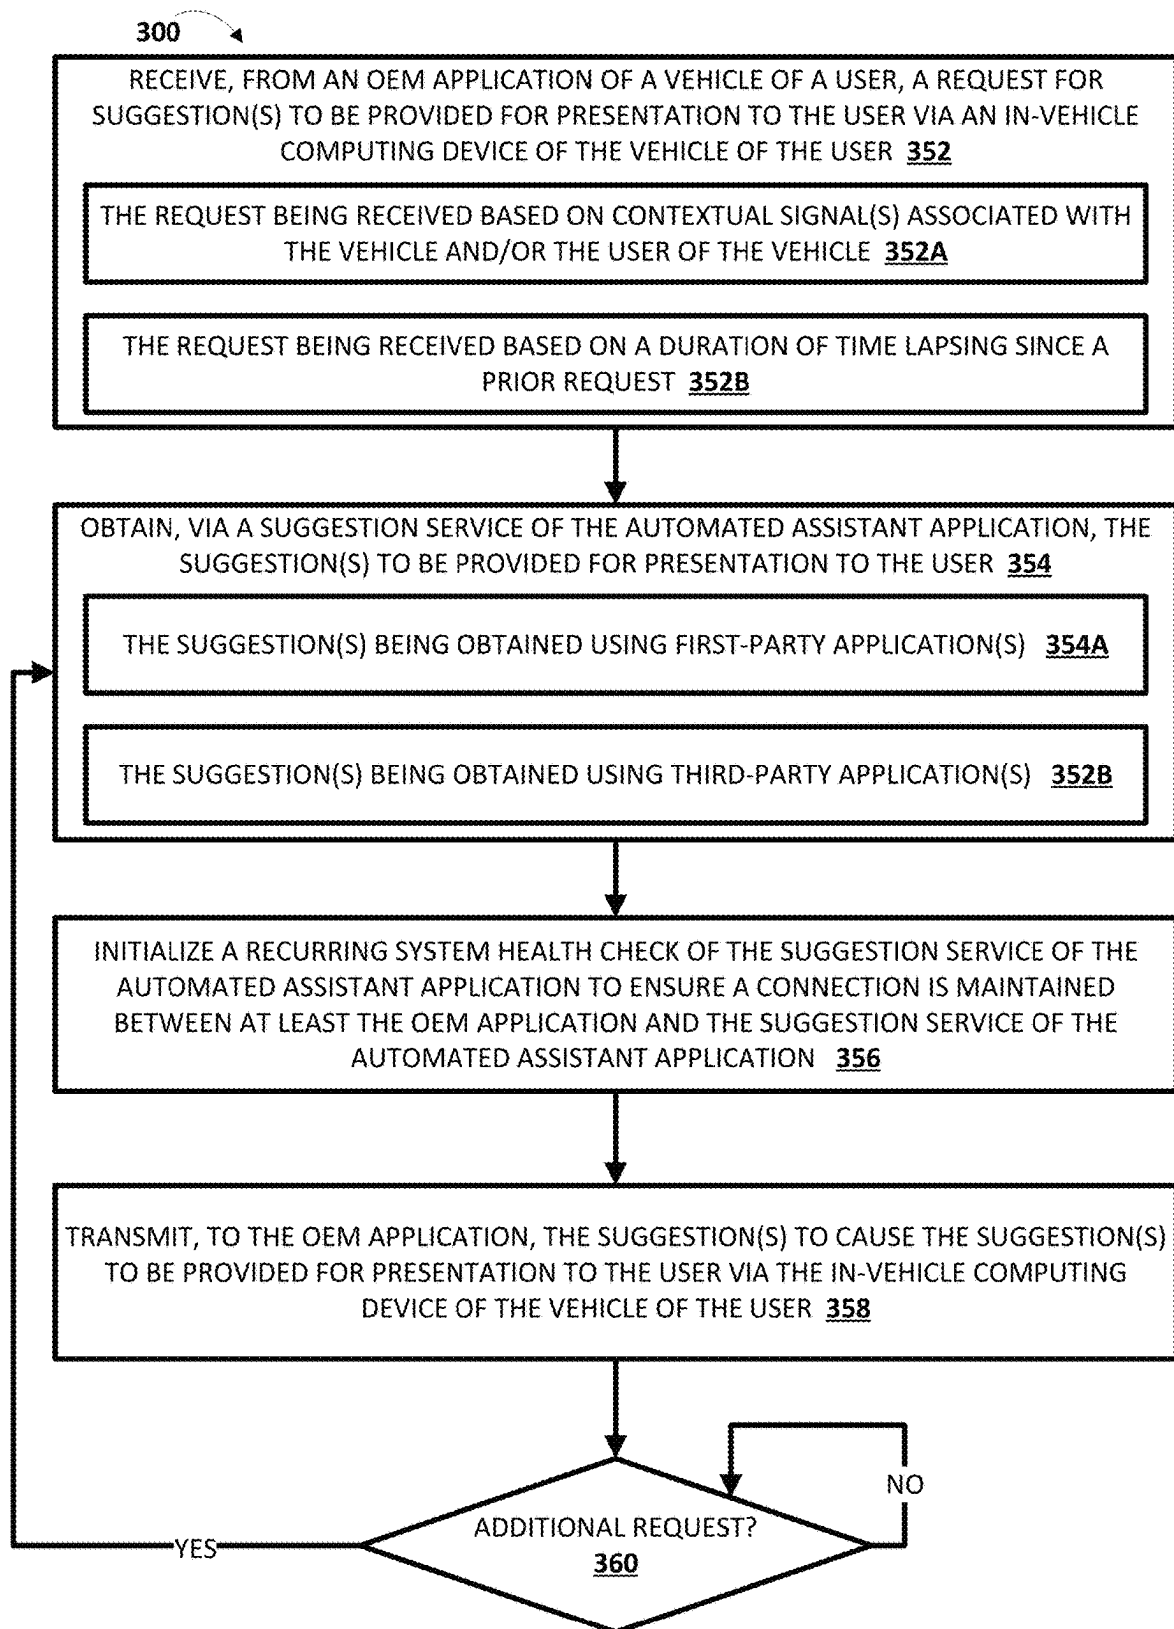 300
RECEIVE, FROM AN OEM APPLICATION OF A VEHICLE OF A USER, A REQUEST FOR
SUGGESTION(S) TO BE PROVIDED FOR PRESENTATION TO THE USER VIA AN IN-VEHICLE
COMPUTING DEVICE OF THE VEHICLE OF THE USER 352
THE REQUEST BEING RECEIVED BASED ON CONTEXTUAL SIGNAL(S) ASSOCIATED WITH
THE VEHICLE AND/OR THE USER OF THE VEHICLE 352A
THE REQUEST BEING RECEIVED BASED ON A DURATION OF TIME LAPSING SINCE A
PRIOR REQUEST 352B
OBTAIN, VIA A SUGGESTION SERVICE OF THE AUTOMATED ASSISTANT APPLICATION, THE
SUGGESTION(S) TO BE PROVIDED FOR PRESENTATION TO THE USER 354
THE SUGGESTION(S) BEING OBTAINED USING FIRST-PARTY APPLICATION(S) 354A
THE SUGGESTION(S) BEING OBTAINED USING THIRD-PARTY APPLICATION(S) 352B
INITIALIZE A RECURRING SYSTEM HEALTH CHECK OF THE SUGGESTION SERVICE OF THE
AUTOMATED ASSISTANT APPLICATION TO ENSURE A CONNECTION IS MAINTAINED
BETWEEN AT LEAST THE OEM APPLICATION AND THE SUGGESTION SERVICE OF THE
AUTOMATED ASSISTANT APPLICATION 356
TRANSMIT, TO THE OEM APPLICATION, THE SUGGESTION(S) TO CAUSE THE SUGGESTION(S)
TO BE PROVIDED FOR PRESENTATION TO THE USER VIA THE IN-VEHICLE COMPUTING
DEVICE OF THE VEHICLE OF THE USER 358
NO
ADDITIONAL REQUEST?
360
YES